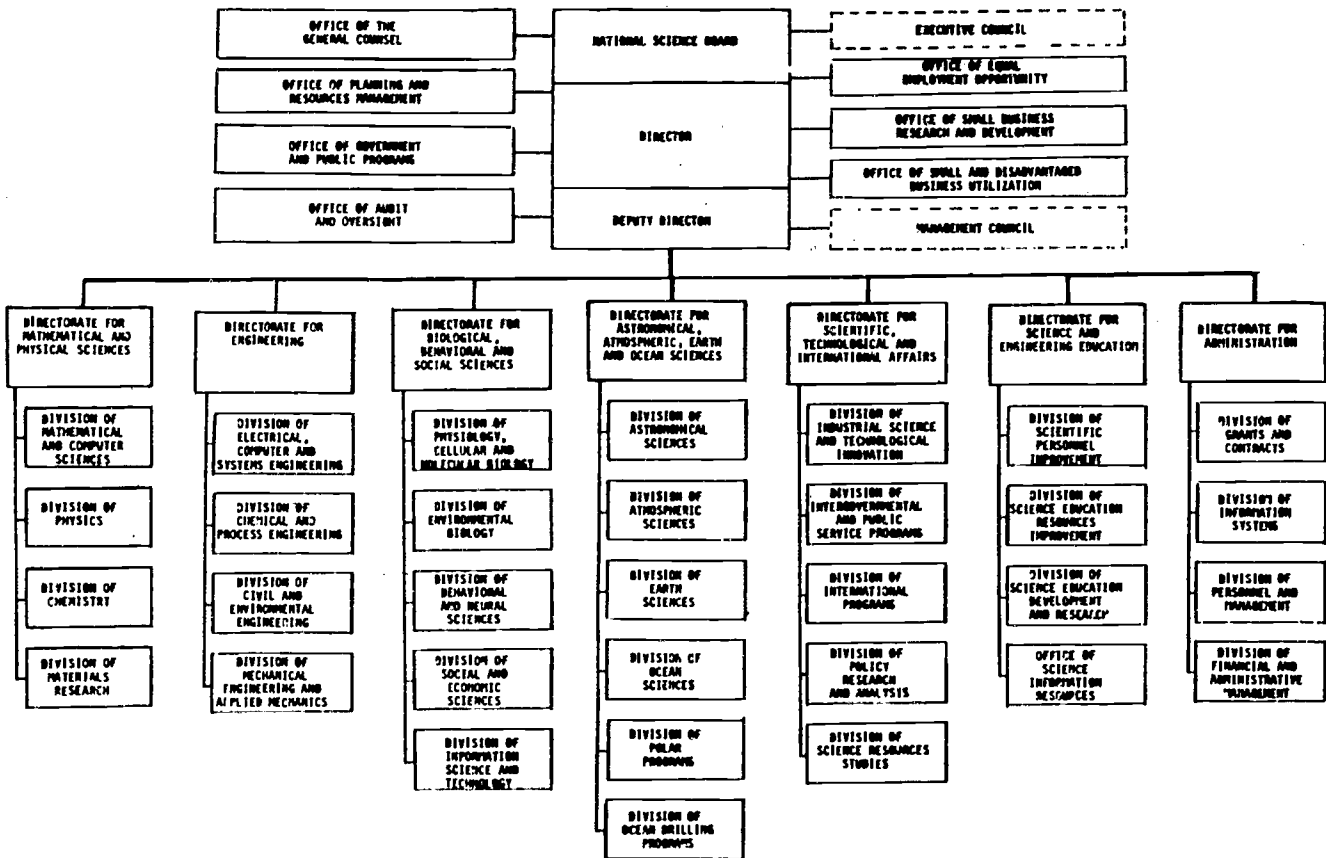 OFFICE OF THE
GENERAL COUNSEL
NATIONAL SCIENCE BOARD
EXECUTIVE COUNCIL
OFFICE OF PLANNING AND
RESOURCES MANAGEMENT
OFFICE OF EQUAL
EMPLOYMENT OPPORTUNITY
OFFICE OF GOVERNMENT
AND PUBLIC PROGRAMS
DIRECTOR
OFFICE OF SMALL BUSINESS
RESEARCH AND DEVELOPMENT
OFFICE OF SMALL AND DISADVANTAGED
BUSINESS UTILIZATION
OFFICE OF AUDIT
AND OVERSIGHT
DEPUTY DIRECTOR
MANAGEMENT COUNCIL
DIRECTORATE FOR
MATHEMATICAL AND
PHYSICAL SCIENCES
DIVISION OF
MATHEMATICAL
AND COMPUTER
SCIENCES
DIVISION OF
PHYSICS
DIVISION OF
CHEMISTRY
DIVISION OF
MATERIALS
RESEARCH
DIRECTORATE FOR
ENGINEERING
DIVISION OF
ELECTRICAL,
COMPUTER AND
SYSTEMS ENGINEERING
DIVISION OF
CHEMICAL AND
PROCESS ENGINEERING
DIVISION OF
CIVIL AND
ENVIRONMENTAL
ENGINEERING
DIVISION OF
MECHANICAL
ENGINEERING AND
APPLIED MECHANICS
DIRECTORATE FOR
BIOLOGICAL,
BEHAVIORAL AND
SOCIAL SCIENCES
DIVISION OF
PHYSIOLOGY,
CELLULAR AND
MOLECULAR BIOLOGY
DIVISION OF
ENVIRONMENTAL
BIOLOGY
DIVISION OF
BEHAVIORAL
AND NEURAL
SCIENCES
DIVISION OF
SOCIAL AND
ECONOMIC
SCIENCES
DIVISION OF
INFORMATION
SCIENCE AND
TECHNOLOGY
DIRECTORATE FOR
ASTRONOMICAL,
ATMOSPHERIC, EARTH
AND OCEAN SCIENCES
DIVISION OF
ASTRONOMICAL
SCIENCES
DIVISION OF
ATMOSPHERIC
SCIENCES
DIVISION OF
EARTH
SCIENCES
DIVISION OF
OCEAN
SCIENCES
DIVISION OF
POLAR
PROGRAMS
DIVISION OF
OCEAN DRILLING
PROGRAMS
DIRECTORATE FOR
SCIENTIFIC,
TECHNOLOGICAL AND
INTERNATIONAL AFFAIRS
DIVISION OF
INDUSTRIAL SCIENCE
AND TECHNOLOGICAL
INNOVATION
DIVISION OF
INTERGOVERNMENTAL
AND PUBLIC
SERVICE PROGRAMS
DIVISION OF
INTERNATIONAL
PROGRAMS
DIVISION OF
POLICY
RESEARCH
AND ANALYSIS
DIVISION OF
SCIENCE RESOURCES
STUDIES
DIRECTORATE FOR
SCIENCE AND
ENGINEERING EDUCATION
DIVISION OF
SCIENTIFIC
PERSONNEL
IMPROVEMENT
DIVISION OF
SCIENCE EDUCATION
RESOURCES
IMPROVEMENT
DIVISION OF
SCIENCE EDUCATION
DEVELOPMENT
AND RESEARCH
OFFICE OF
SCIENCE
INFORMATION
RESOURCES
DIRECTORATE FOR
ADMINISTRATION
DIVISION OF
GRANTS AND
CONTRACTS
DIVISION OF
INFORMATION
SYSTEMS
DIVISION OF
PERSONNEL AND
MANAGEMENT
DIVISION OF
FINANCIAL AND
ADMINISTRATIVE
MANAGEMENT